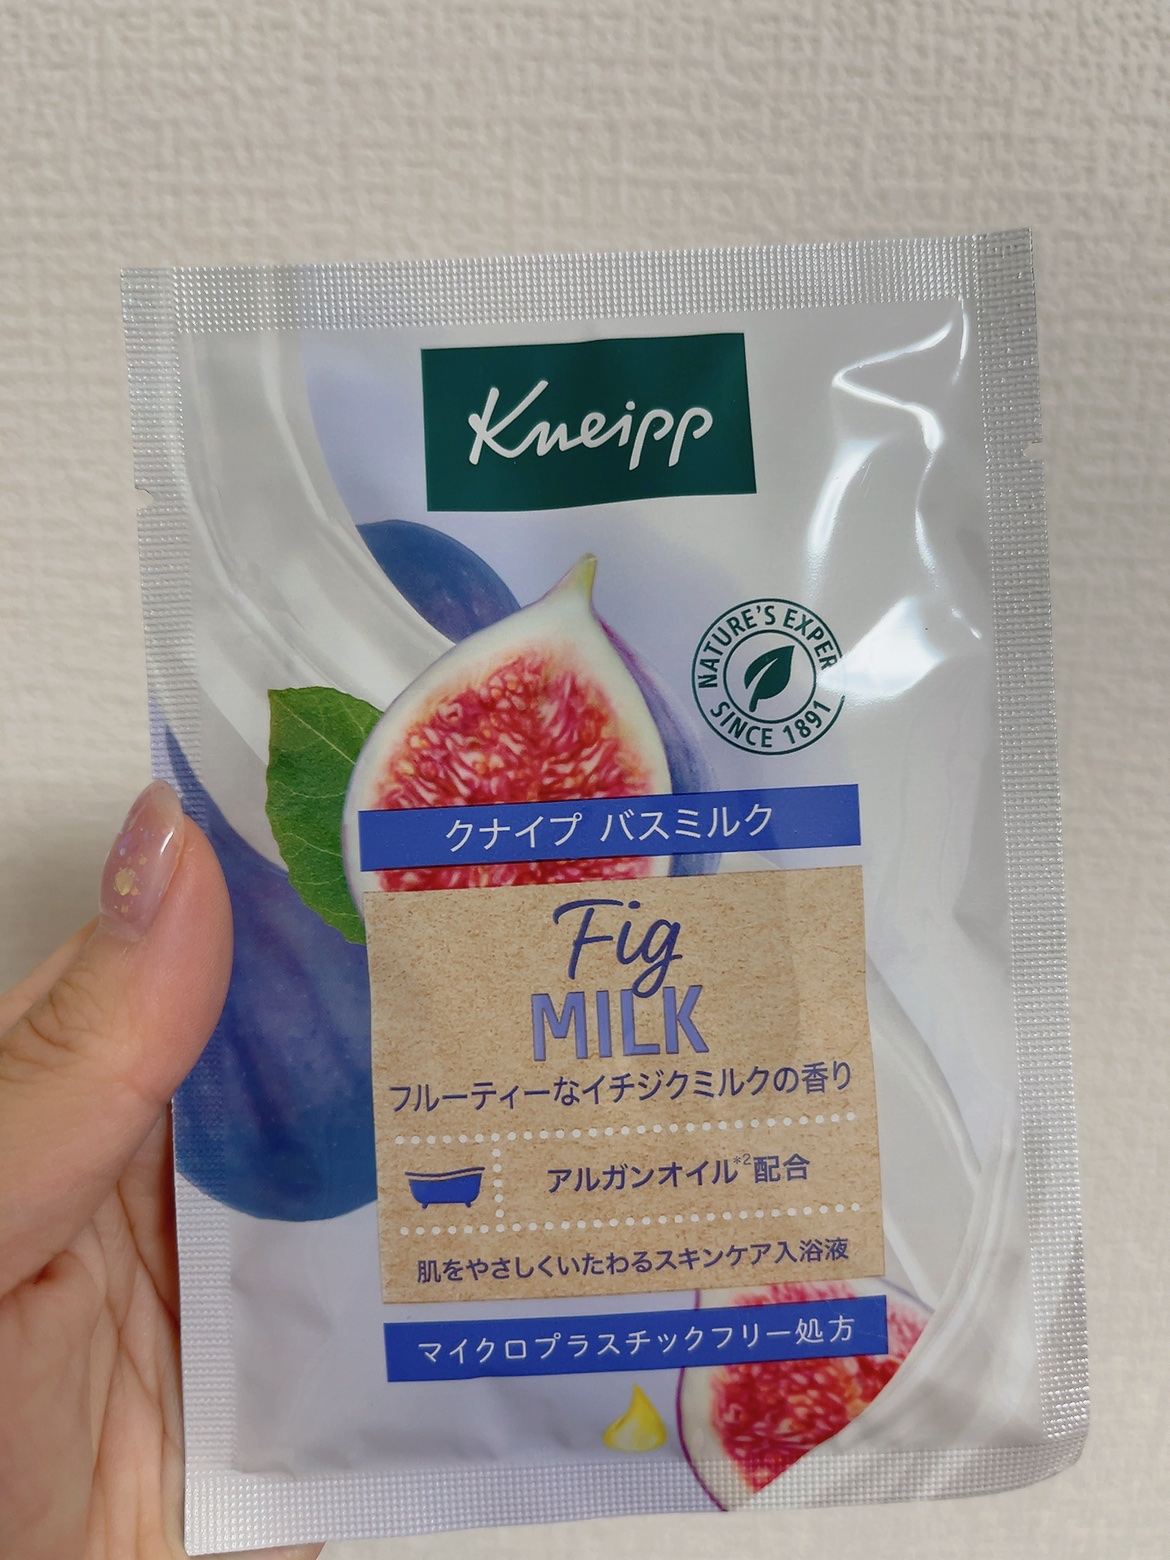 Kneipp
NATURE'S EXPER
SINCE 1891
クナイプ バスミルク
Fig
MILK
フルーティーなイチジクミルクの香り
アルガンオイル*2配合
肌をやさしくいたわるスキンケア入浴液
マイクロプラスチックフリー処方